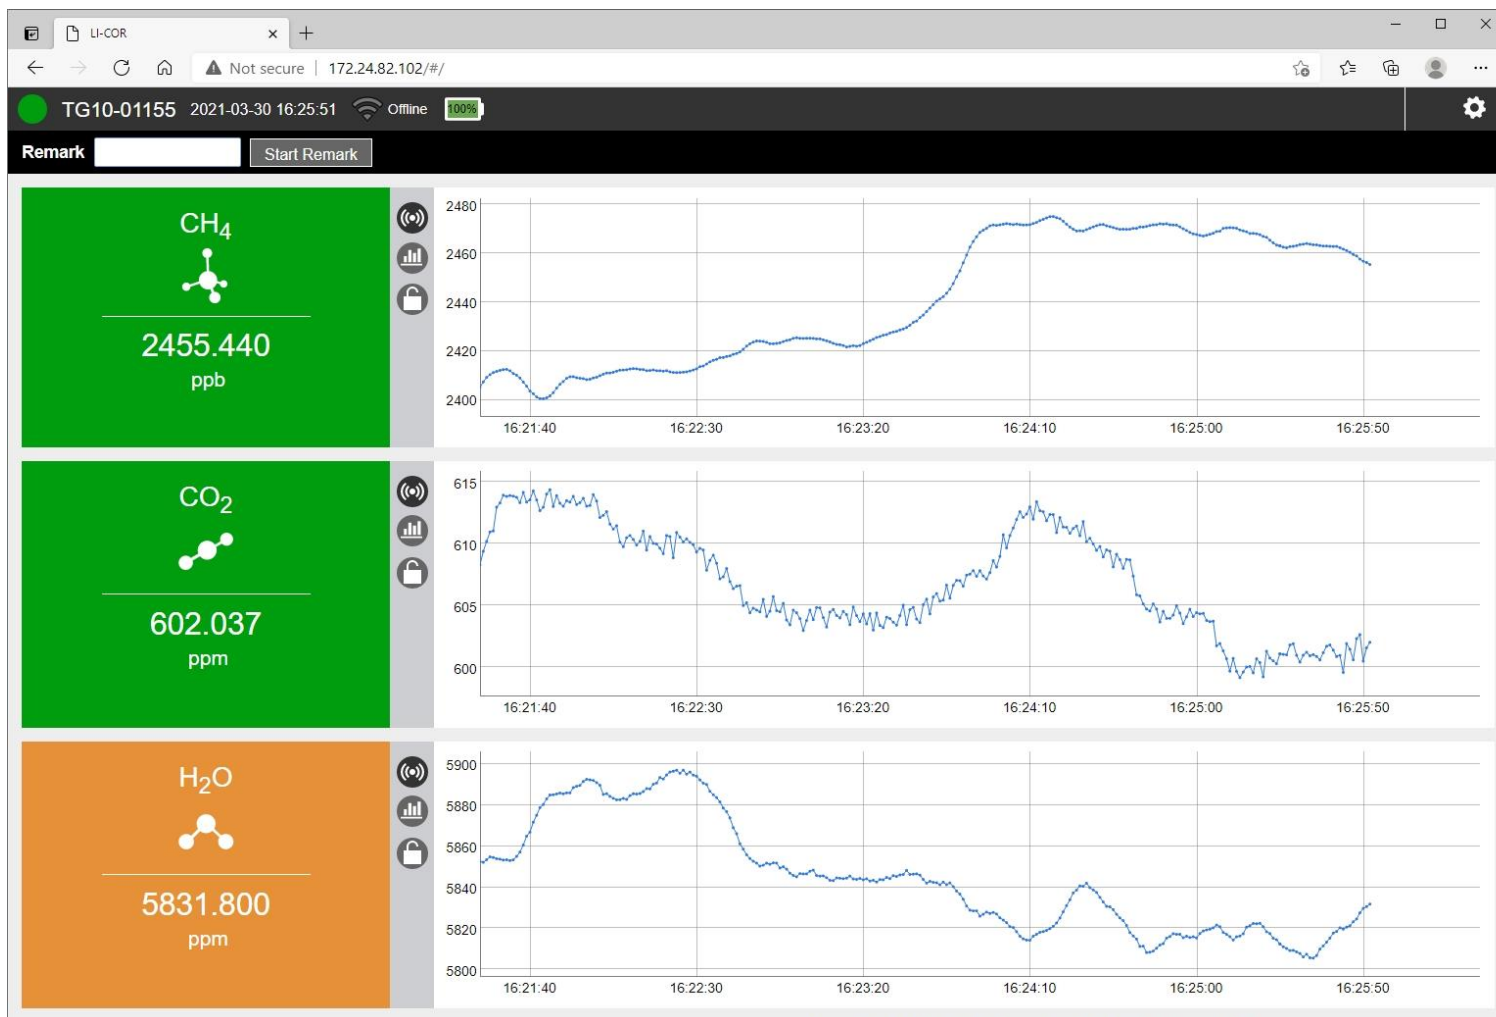 LI-COR
Not secure | 172.24.82.102/#/
TG10-01155 2021-03-30 16:25:51 Offline 100%
Remark Start Remark
CH4
2455.440
ppb
2480
2460
2440
2420
2400
16:21:40 16:22:30 16:23:20 16:24:10 16:25:00 16:25:50
CO2
602.037
ppm
615
610
605
600
16:21:40 16:22:30 16:23:20 16:24:10 16:25:00 16:25:50
H2O
5831.800
ppm
5900
5880
5860
5840
5820
5800
16:21:40 16:22:30 16:23:20 16:24:10 16:25:00 16:25:50